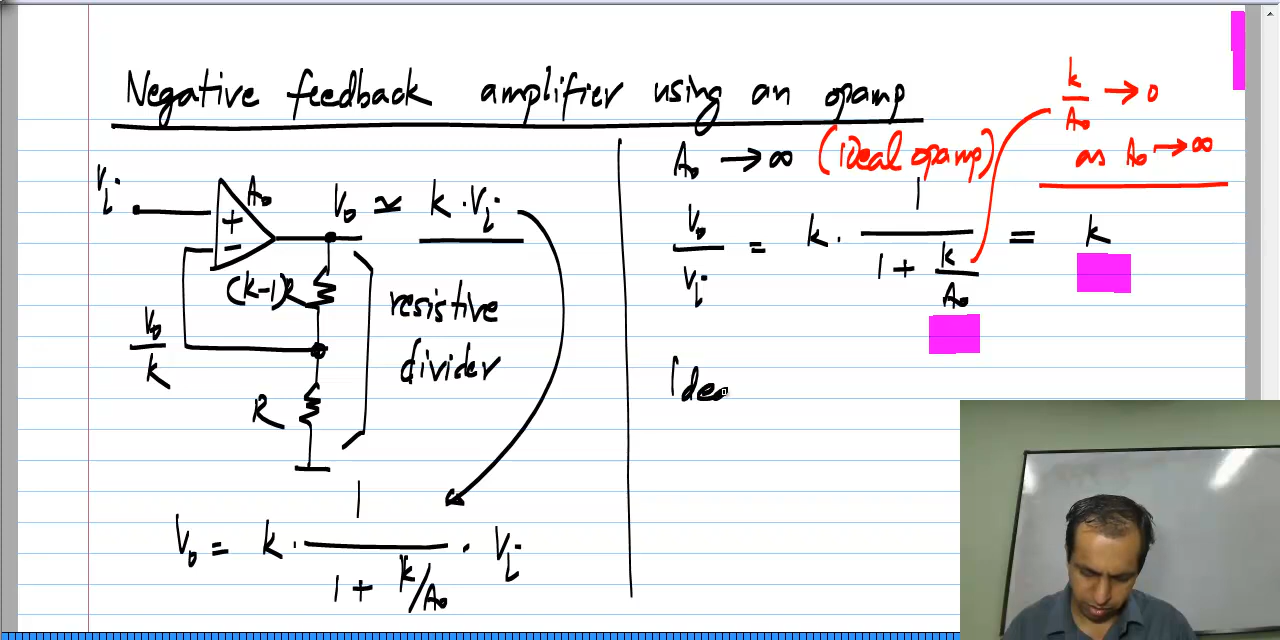 Negative feedback amplifier using an opamp
Vi
+
−
A₀
V₀ ≃ k · Vi
(k−1)R
V₀/k
R
resistive
divider
V₀ = k · 1/(1 + k/A₀) · Vi
A₀ → ∞ (ideal opamp)
k/A₀ → 0
as A₀ → ∞
V₀/Vi = k · 1/(1 + k/A₀) = k
Idea